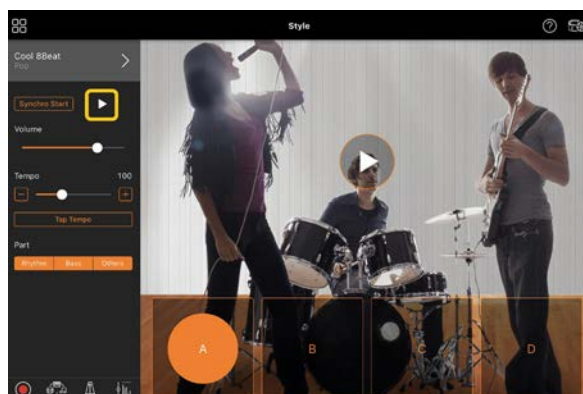 Style
Cool 8Beat
Pop
Synchro Start
Volume
Tempo 100
Tap Tempo
Part
Rhythm Bass Others
A B C D